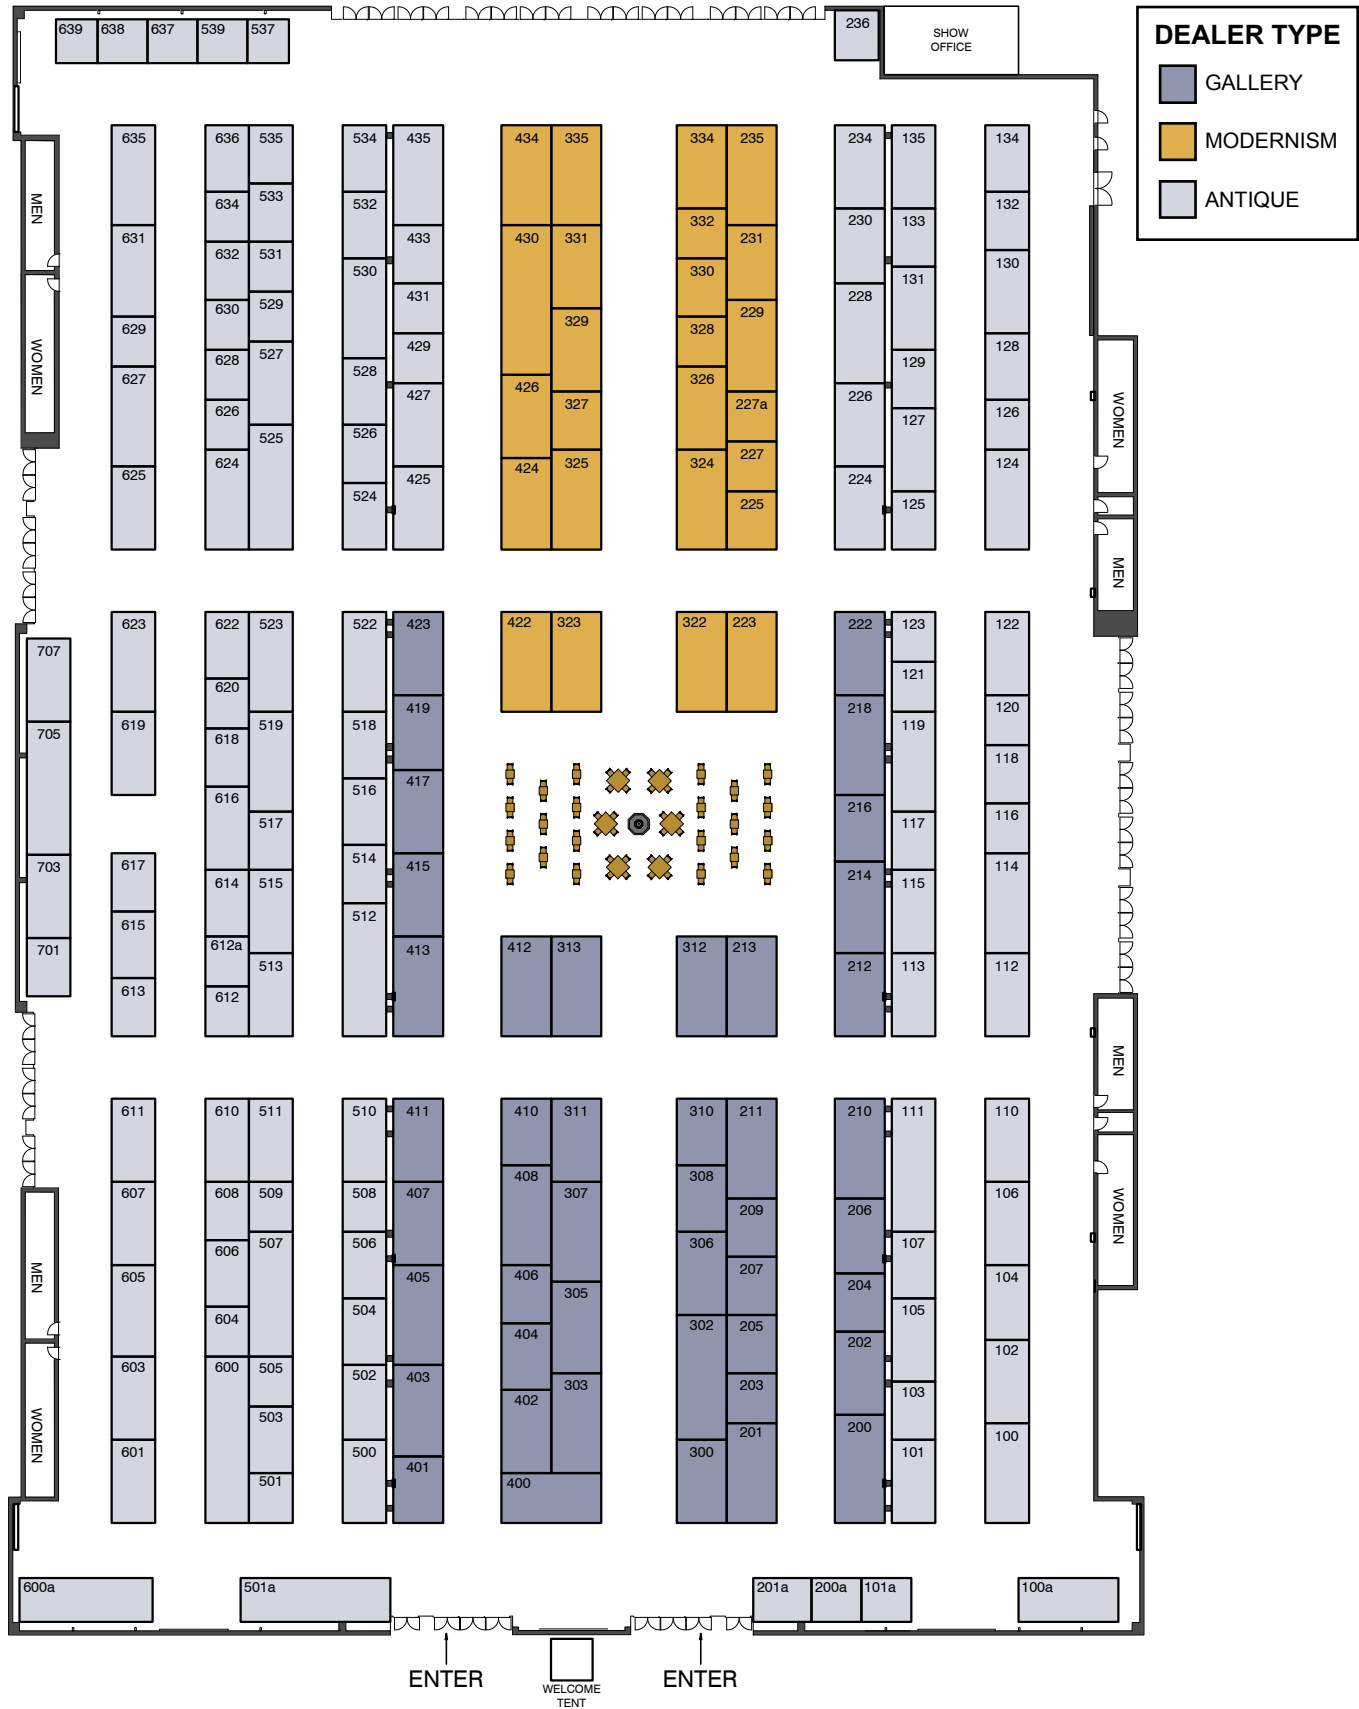 639 638 637 539 537
236
SHOW
OFFICE
DEALER TYPE
GALLERY
MODERNISM
ANTIQUE
635 636 535 534 435 434 335 334 235 234 135 134
634 533 532 332 230 133 132
MEN
631 632 531 530 433 430 331 330 231 228 131 130
630 529 431 329 328 229
629 628 527 528 429 426 326 129 128
WOMEN
627 626 427 327 227a 226 127 126
WOMEN
525 526
625 624 524 425 424 325 324 227 224 124
225 125
MEN
623 622 523 522 423 422 323 322 223 222 123 122
707 620 121
705 619 618 519 518 419 218 119 120
616 517 516 417 216 117 118
116
703 617 614 515 514 415 214 115 114
701 615 612a 513 512 413 412 313 312 213 212 113 112
613 612
MEN
611 610 511 510 411 410 311 310 211 210 111 110
607 608 509 508 407 408 307 308 209 206 106
WOMEN
606 507 506 306 107
MEN
605 604 504 405 406 305 207 204 105 104
603 600 505 502 403 404 303 302 205 202 102
WOMEN
503 402 203 103
601 500 401 300 201 200 101 100
501 400
600a 501a 201a 200a 101a 100a
ENTER
WELCOME
TENT
ENTER